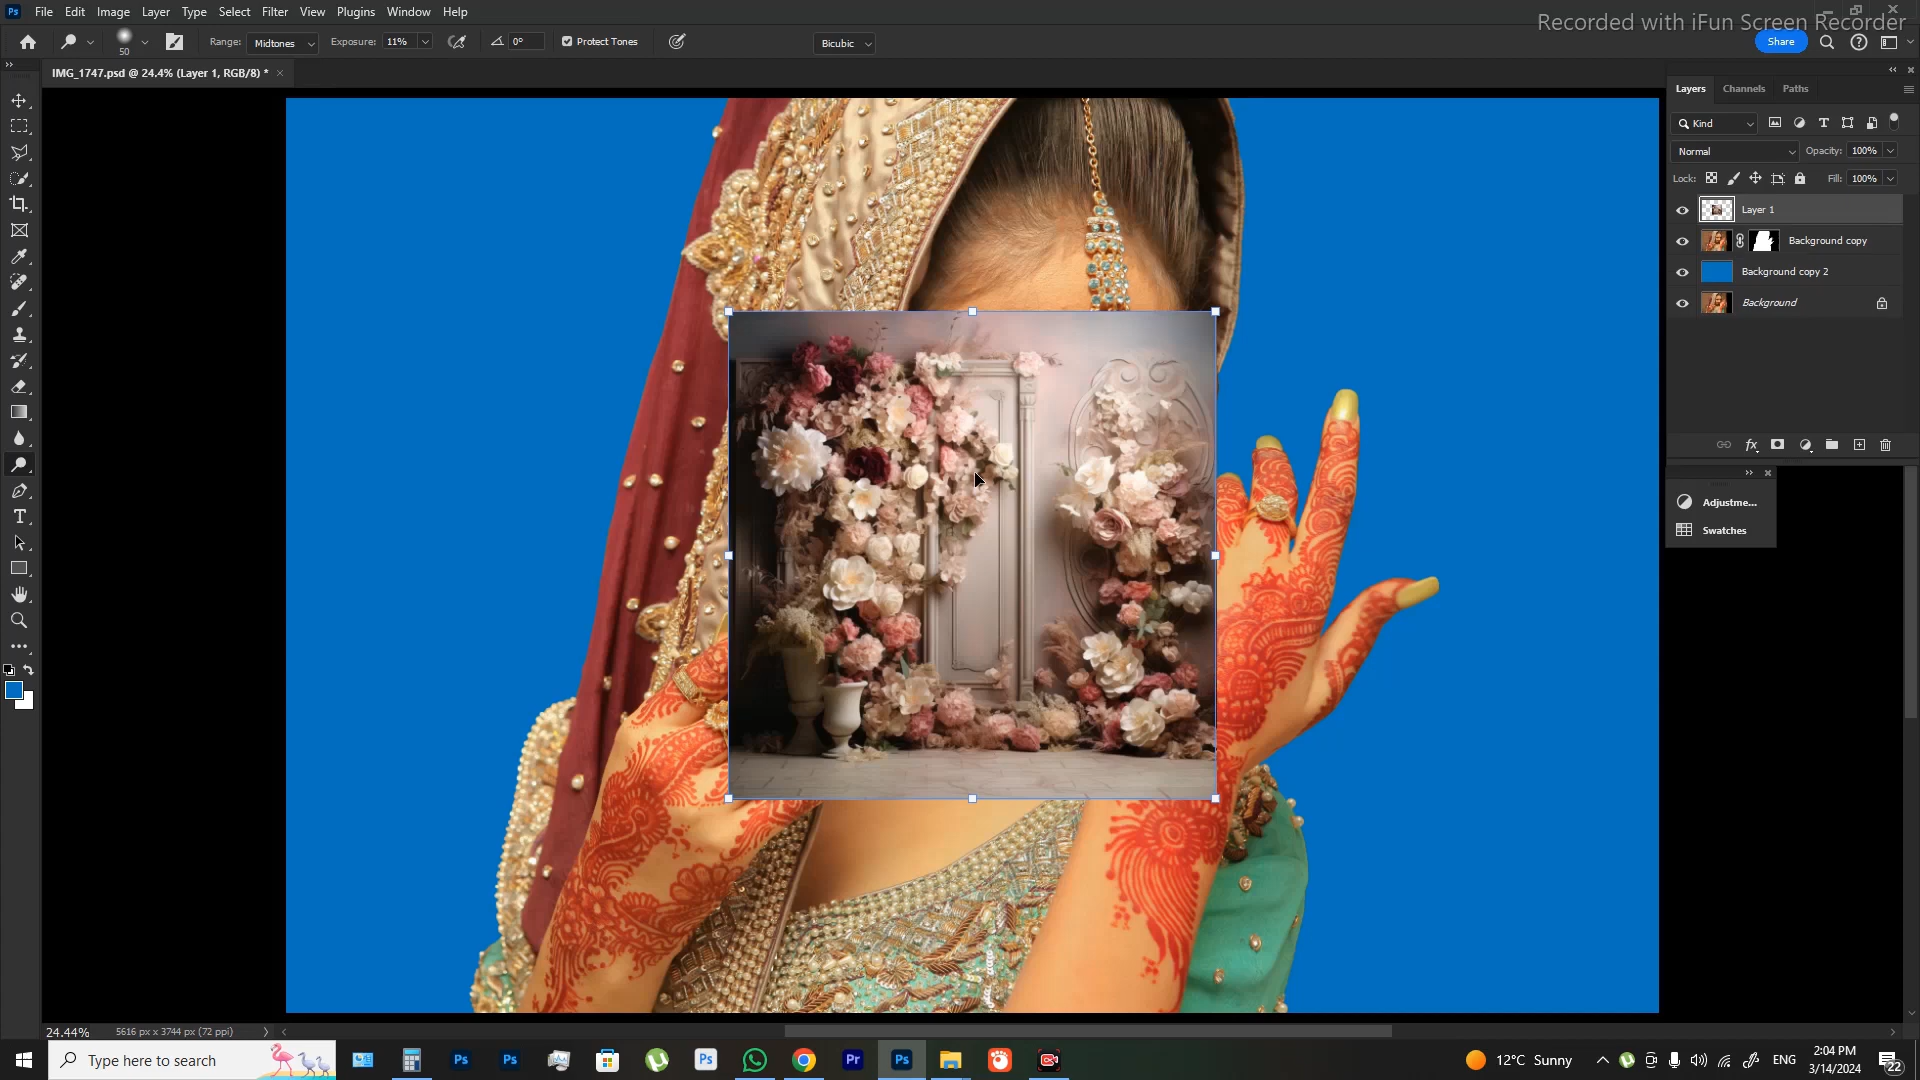 File Edit Image Layer Type Select Filter View Plugins Window Help
Recorded with iFun Screen Recorder
50
Range: Midtones
Exposure: 11%
0°
Protect Tones
Bicubic
Share
IMG_1747.psd @ 24.4% (Layer 1, RGB/8) *
Layers Channels Paths
Kind
Normal
Opacity: 100%
Lock:
Fill: 100%
Layer 1
Background copy
Background copy 2
Background
fx
Adjustme...
Swatches
24.44% 5616 px x 3744 px (72 ppi)
Type here to search
12°C Sunny
ENG
2:04 PM
3/14/2024
22